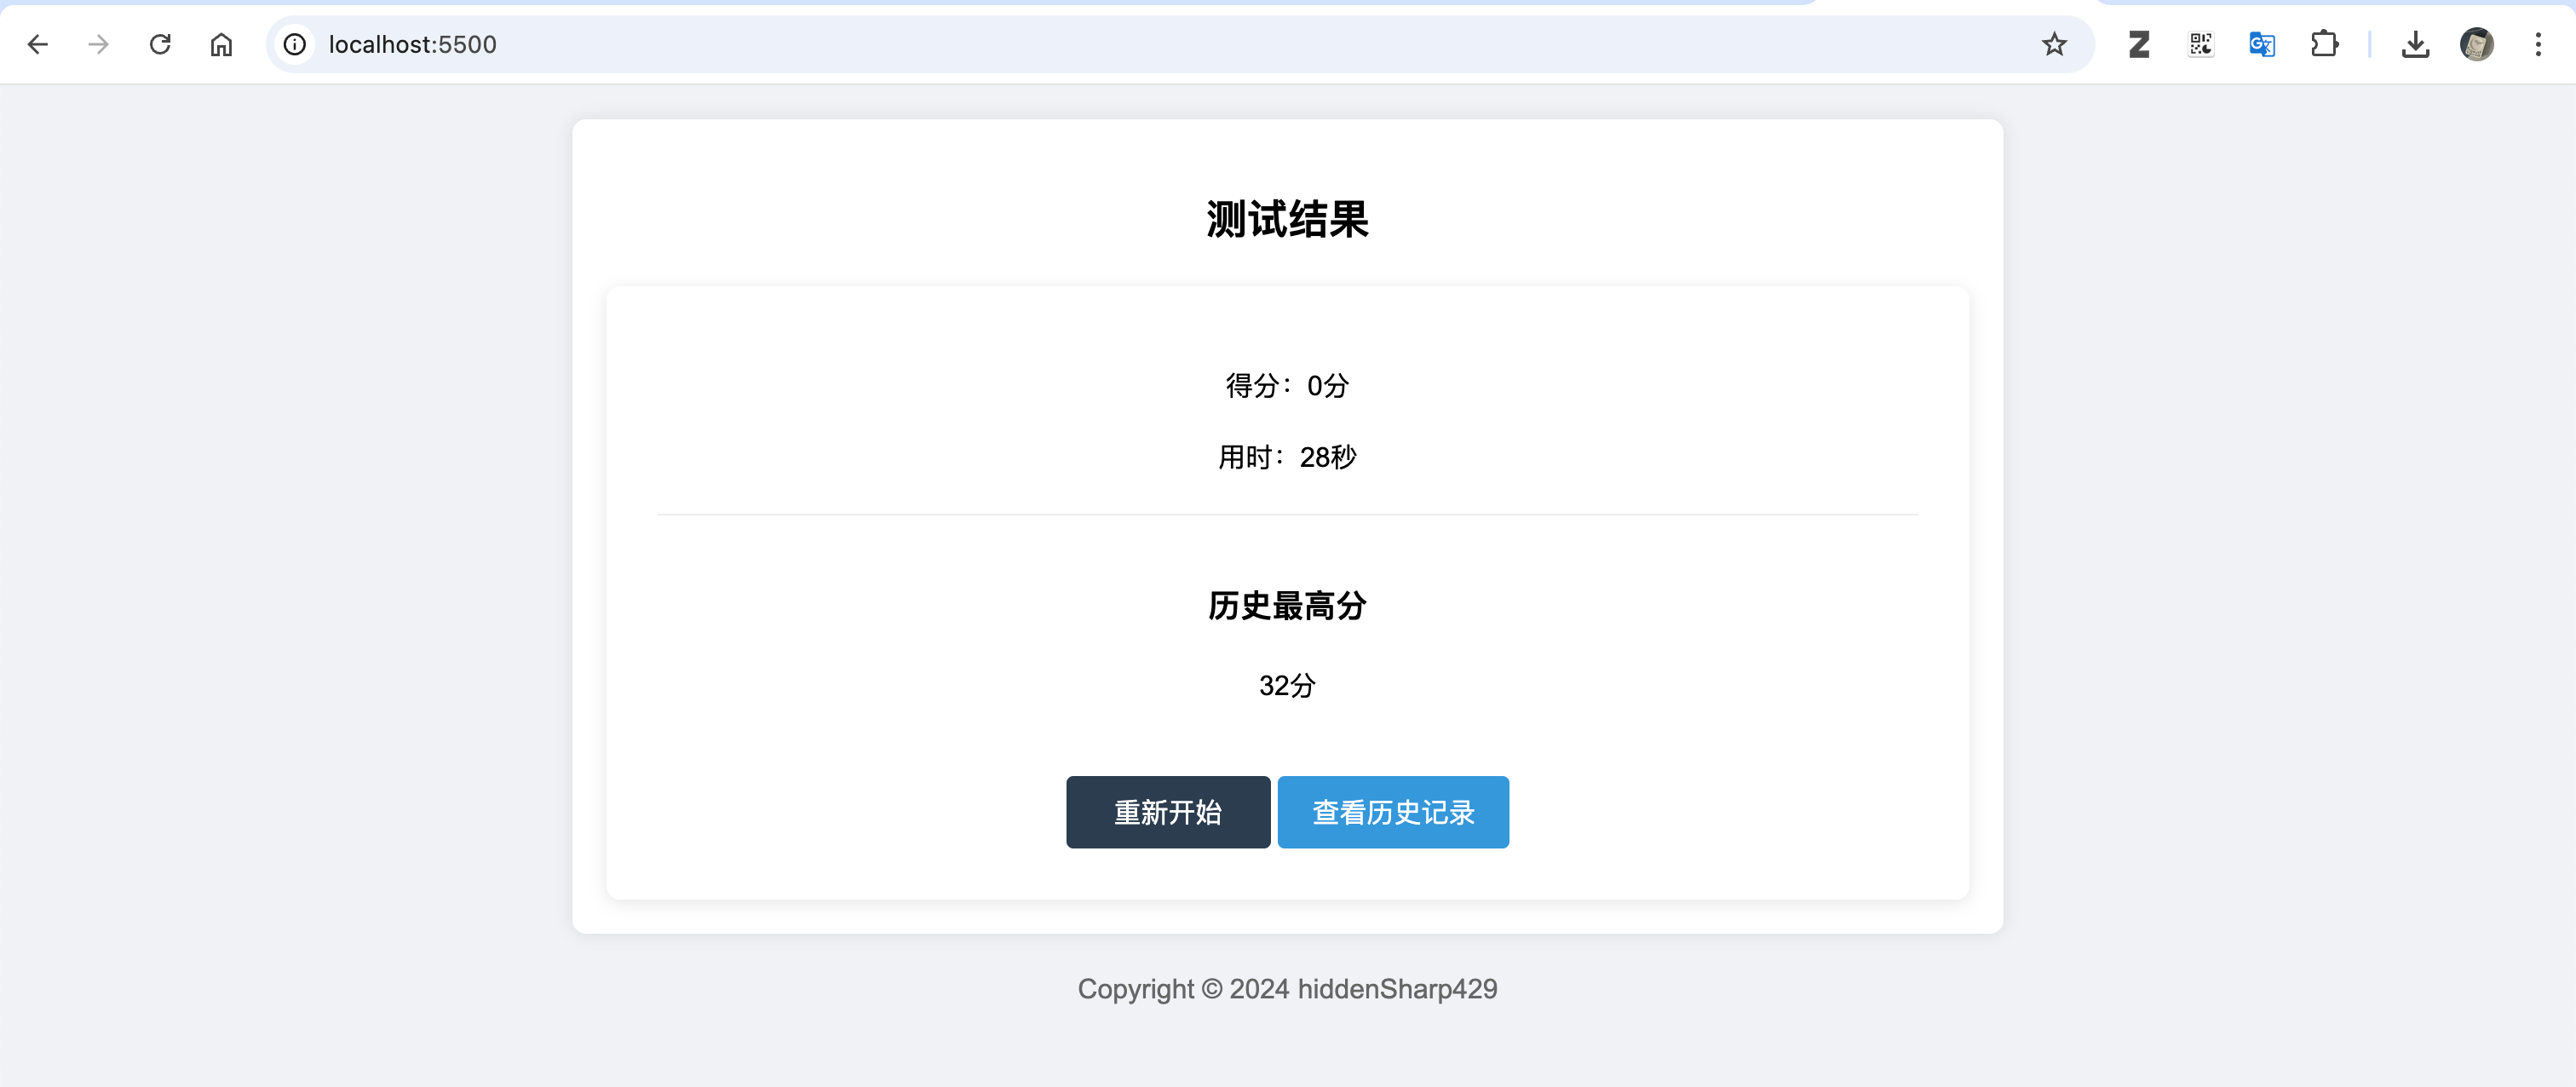 localhost:5500
测试结果
得分：0分
用时：28秒
历史最高分
32分
重新开始 查看历史记录
Copyright © 2024 hiddenSharp429